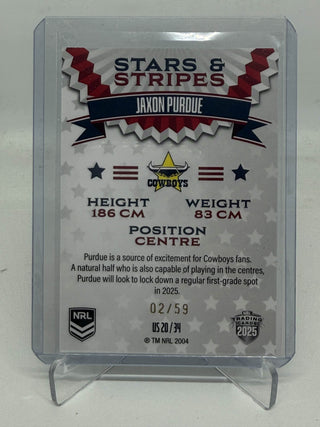 STARS &
STRIPES
JAXON PURDUE
COWBOYS
HEIGHT WEIGHT
186 CM 83 CM
POSITION
CENTRE
Purdue is a source of excitement for Cowboys fans.
A natural half who is also capable of playing in the centres,
Purdue will look to lock down a regular first-grade spot
in 2025.
02/59
NRL
US 20 / 34
TRADING
CARDS
2025
® TM NRL 2004